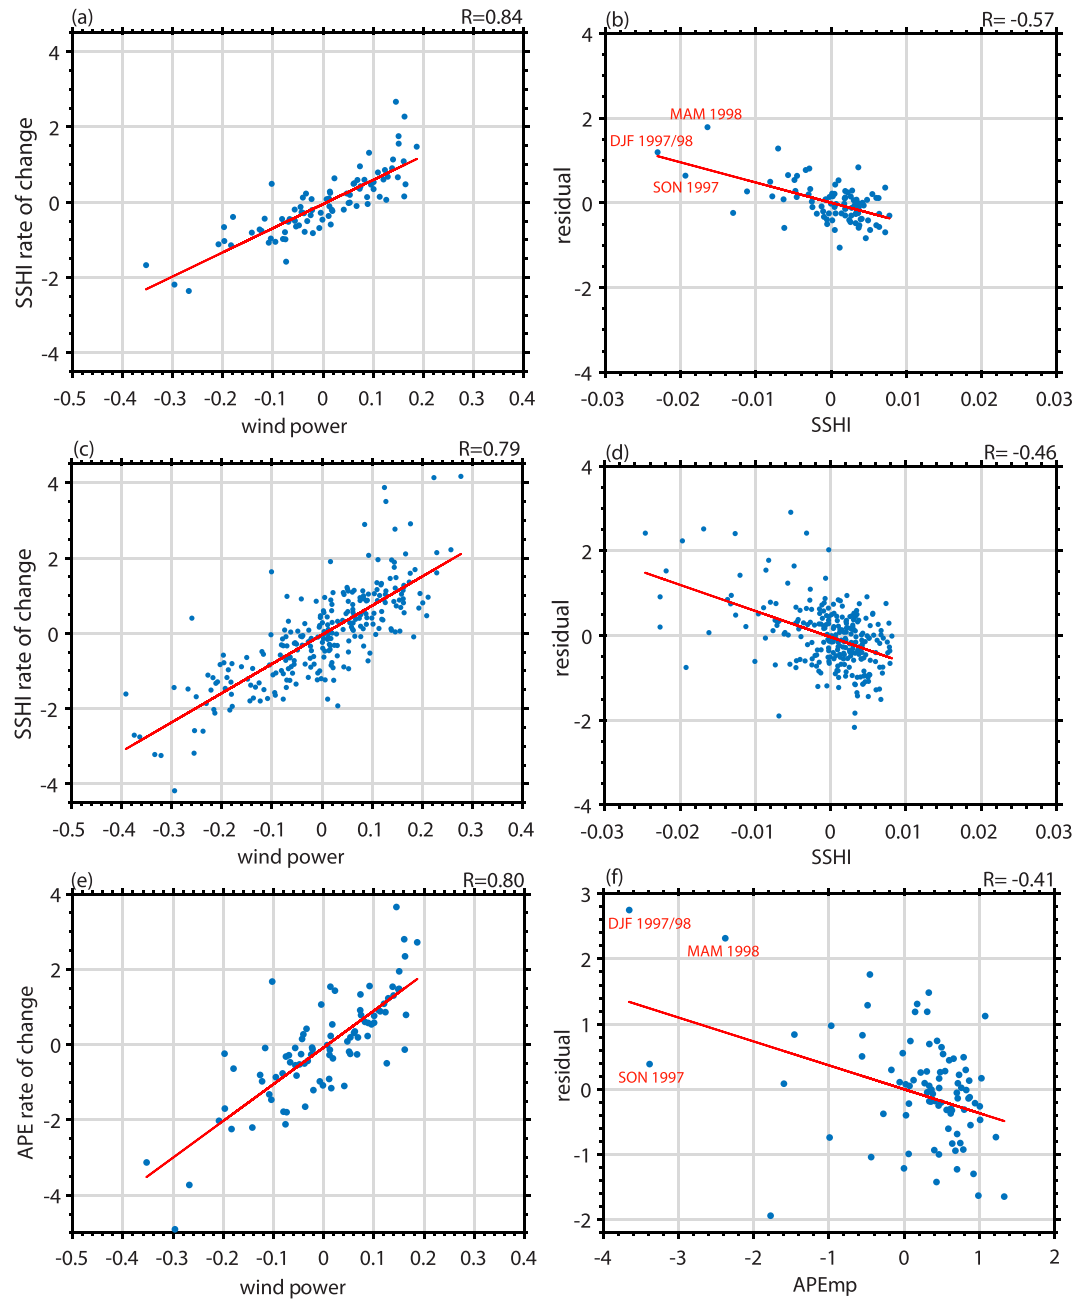 (a) R=0.84
4
2
0
-2
-4
SSHI rate of change
-0.5 -0.4 -0.3 -0.2 -0.1 0 0.1 0.2 0.3 0.4
wind power
(b) R= -0.57
4
2
0
-2
-4
residual
MAM 1998
DJF 1997/98
SON 1997
-0.03 -0.02 -0.01 0 0.01 0.02 0.03
SSHI
(c) R=0.79
4
2
0
-2
-4
SSHI rate of change
-0.5 -0.4 -0.3 -0.2 -0.1 0 0.1 0.2 0.3 0.4
wind power
(d) R= -0.46
4
2
0
-2
-4
residual
-0.03 -0.02 -0.01 0 0.01 0.02 0.03
SSHI
(e) R=0.80
4
2
0
-2
-4
APE rate of change
-0.5 -0.4 -0.3 -0.2 -0.1 0 0.1 0.2 0.3 0.4
wind power
(f) R= -0.41
3
2
1
0
-1
-2
residual
DJF 1997/98
MAM 1998
SON 1997
-4 -3 -2 -1 0 1 2
APEmp